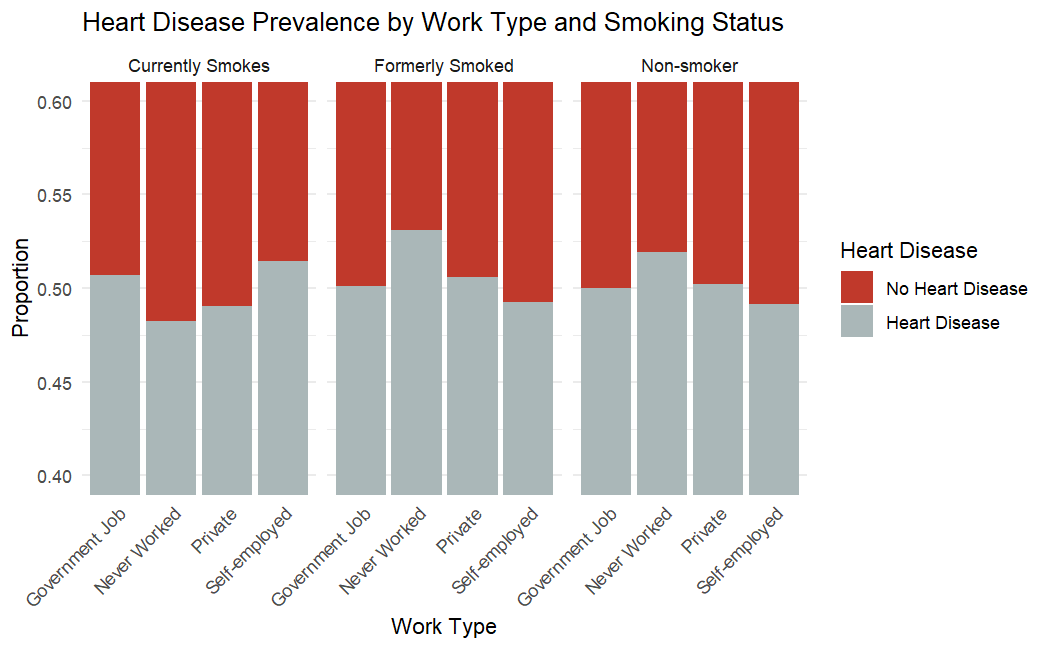 Heart Disease Prevalence by Work Type and Smoking Status
Currently Smokes
Formerly Smoked
Non-smoker
0.60
0.55
0.50
0.45
0.40
Proportion
Government Job
Never Worked
Private
Self-employed
Government Job
Never Worked
Private
Self-employed
Government Job
Never Worked
Private
Self-employed
Work Type
Heart Disease
No Heart Disease
Heart Disease